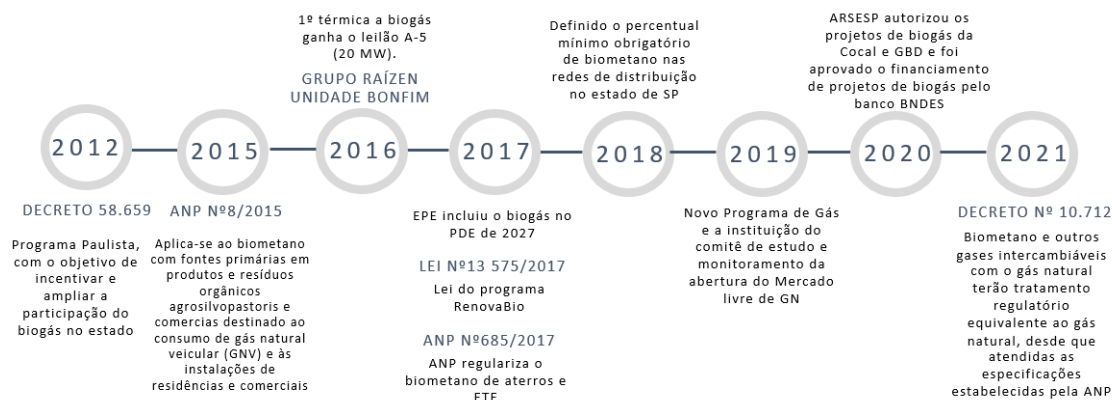 1º térmica a biogás
ganha o leilão A-5
(20 MW).
GRUPO RAÍZEN
UNIDADE BONFIM
Definido o percentual
mínimo obrigatório
de biometano nas
redes de distribuição
no estado de SP
ARSESP autorizou os
projetos de biogás da
Cocal e GBD e foi
aprovado o financiamento
de projetos de biogás pelo
banco BNDES
2012
2015
2016
2017
2018
2019
2020
2021
DECRETO 58.659
Programa Paulista,
com o objetivo de
incentivar e
ampliar a
participação do
biogás no estado
ANP Nº8/2015
Aplica-se ao biometano
com fontes primárias em
produtos e resíduos
orgânicos
agrosilvopastoris e
comercias destinado ao
consumo de gás natural
veicular (GNV) e às
instalações de
residências e comerciais
EPE incluiu o biogás no
PDE de 2027
LEI Nº13 575/2017
Lei do programa
RenovaBio
ANP Nº685/2017
ANP regulariza o
biometano de aterros e
ETE
Novo Programa de Gás
e a instituição do
comitê de estudo e
monitoramento da
abertura do Mercado
livre de GN
DECRETO Nº 10.712
Biometano e outros
gases intercambiáveis
com o gás natural
terão tratamento
regulatório
equivalente ao gás
natural, desde que
atendidas as
especificações
estabelecidas pela ANP